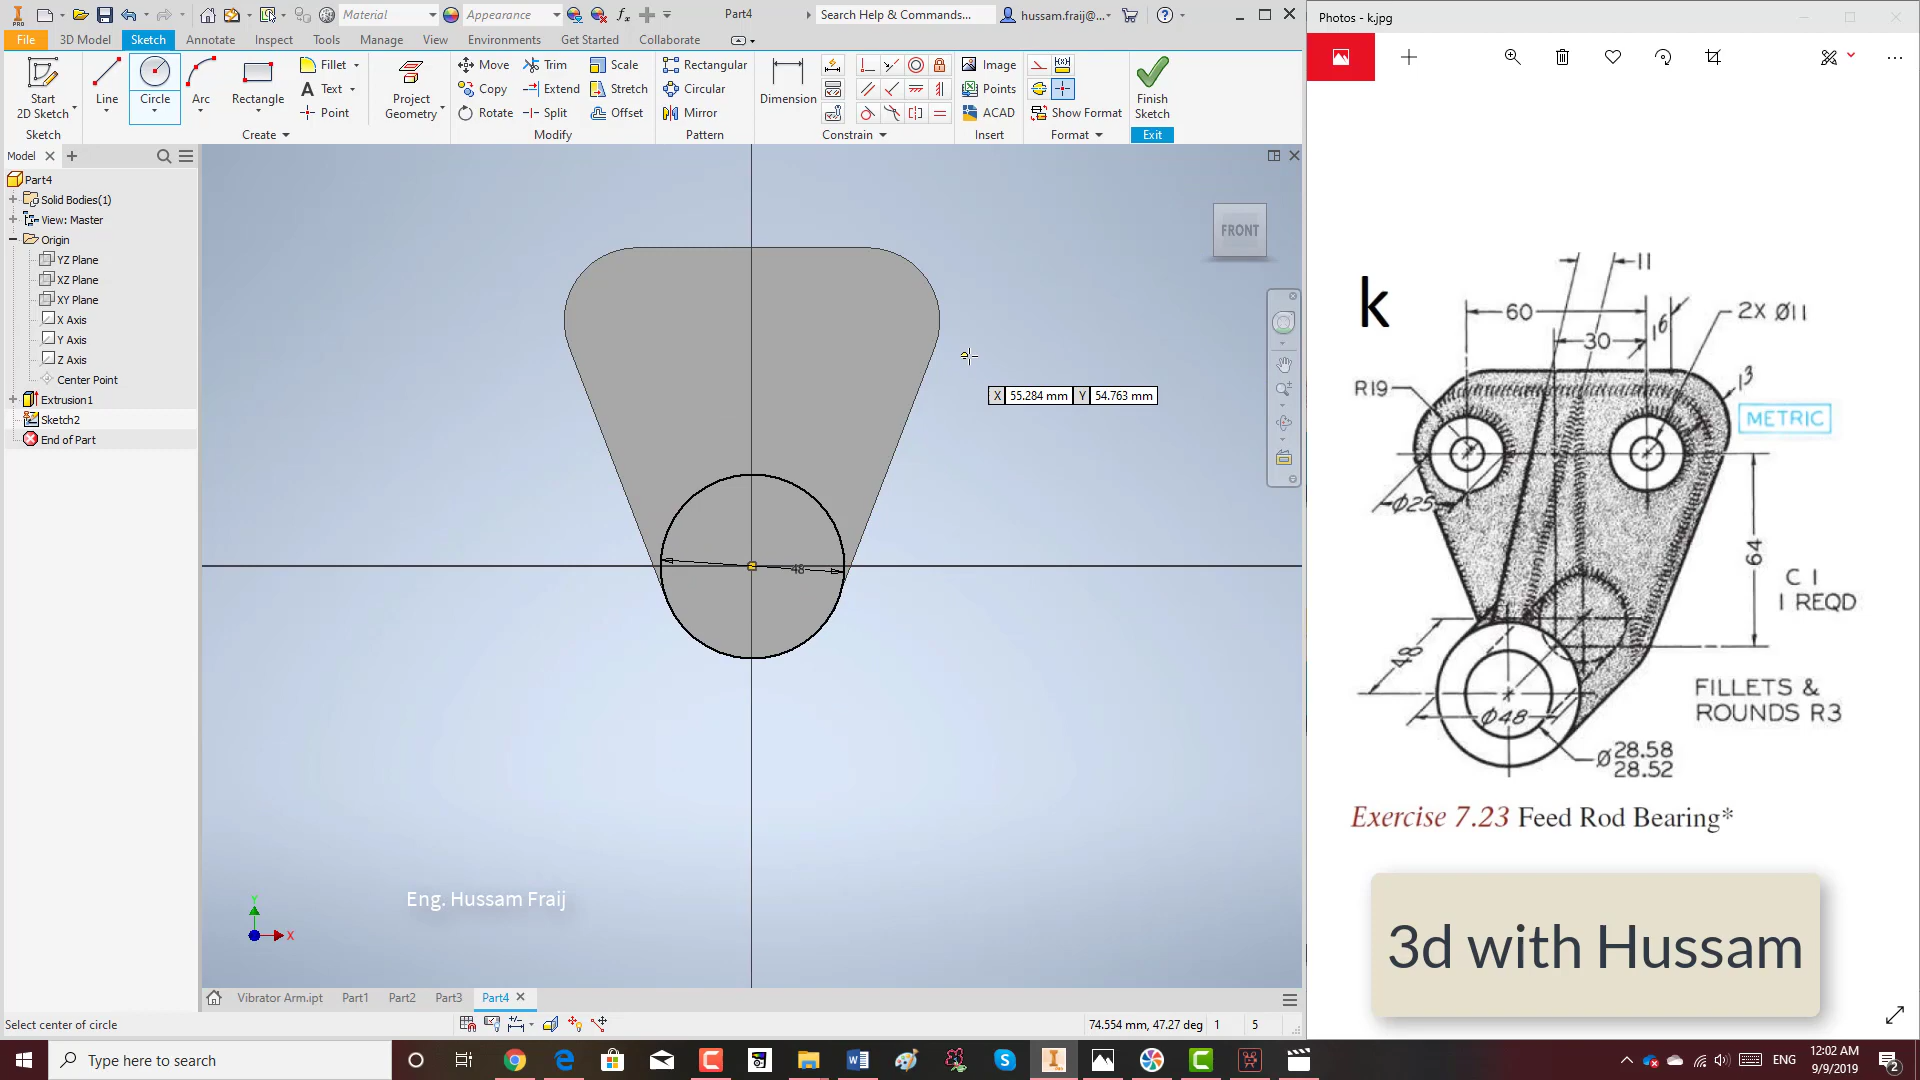 Material
Appearance
Part4
Search Help & Commands...
hussam.fraij@...
File
3D Model
Sketch
Annotate
Inspect
Tools
Manage
View
Environments
Get Started
Collaborate
Start
2D Sketch
Line
Circle
Arc
Rectangle
Fillet
Text
Point
Project
Geometry
Move
Copy
Rotate
Trim
Extend
Split
Scale
Stretch
Offset
Rectangular
Circular
Mirror
Dimension
Image
Points
ACAD
Show Format
Finish
Sketch
Sketch
Create
Modify
Pattern
Constrain
Insert
Format
Exit
Model
Part4
Solid Bodies(1)
View: Master
Origin
YZ Plane
XZ Plane
XY Plane
X Axis
Y Axis
Z Axis
Center Point
Extrusion1
Sketch2
End of Part
FRONT
X 55.284 mm Y 54.763 mm
48
Eng. Hussam Fraij
Y
X
Vibrator Arm.ipt
Part1
Part2
Part3
Part4
Select center of circle
74.554 mm, 47.27 deg 1 5
Photos - k.jpg
k
11
60
2X Ø11
16
30
R19
13
METRIC
Ø25
64
C I
1 REQD
48
FILLETS &
ROUNDS R3
Ø48
Ø28.58
28.52
Exercise 7.23 Feed Rod Bearing*
3d with Hussam
Type here to search
ENG
12:02 AM
9/9/2019
2